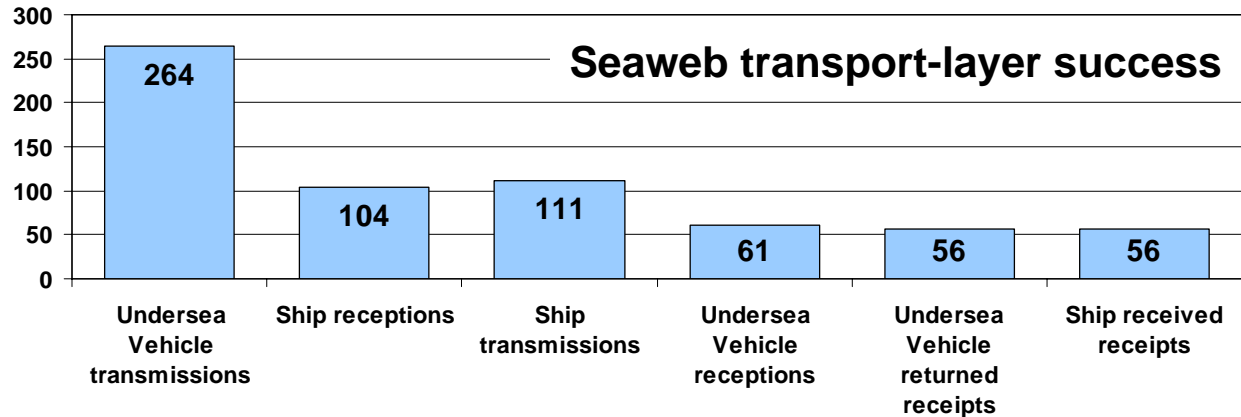 Seaweb transport-layer success
300
250
200
150
100
50
0
264
104
111
61
56
56
Undersea
Vehicle
transmissions
Ship receptions
Ship
transmissions
Undersea
Vehicle
receptions
Undersea
Vehicle
returned
receipts
Ship received
receipts